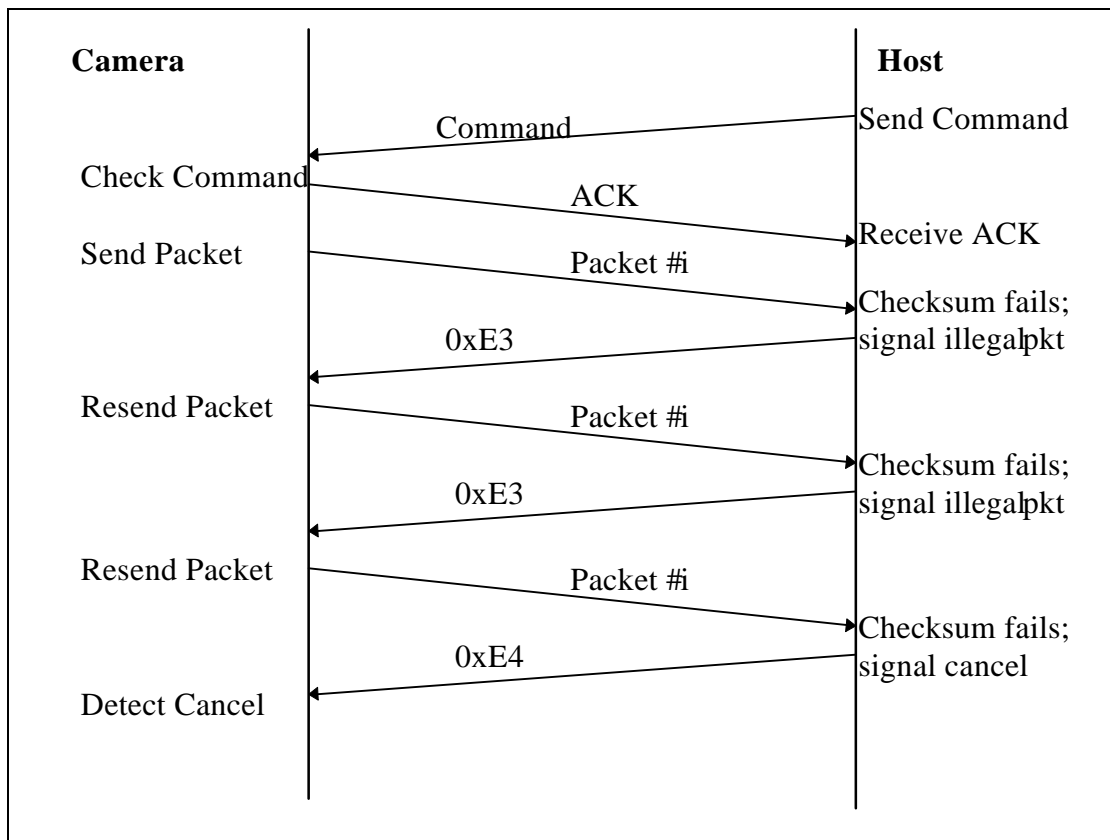 Camera
Host
Send Command
Command
Check Command
ACK
Receive ACK
Send Packet
Packet #i
Checksum fails;
signal illegalpkt
0xE3
Resend Packet
Packet #i
Checksum fails;
signal illegalpkt
0xE3
Resend Packet
Packet #i
Checksum fails;
signal cancel
0xE4
Detect Cancel